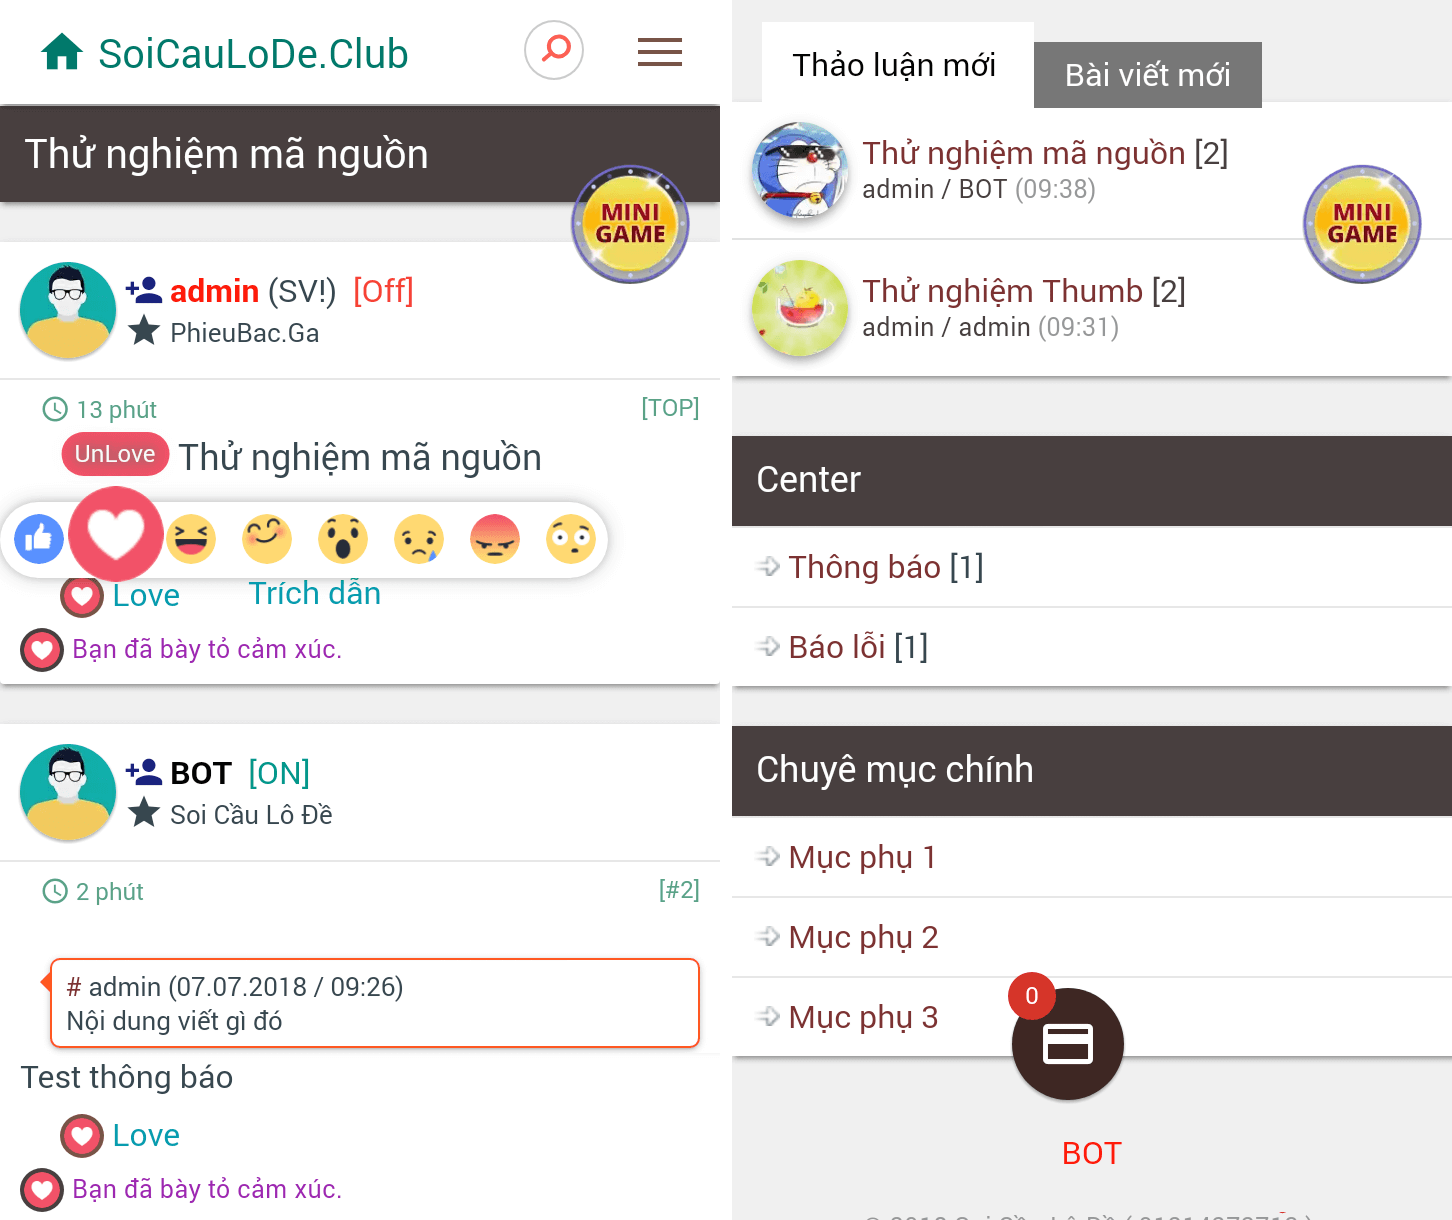 SoiCauLoDe.Club
Thử nghiệm mã nguồn
MINI
GAME
admin (SV!) [Off]
PhieuBac.Ga
13 phút [TOP]
UnLove Thử nghiệm mã nguồn
Love Trích dẫn
Bạn đã bày tỏ cảm xúc.
BOT [ON]
Soi Cầu Lô Đề
2 phút [#2]
# admin (07.07.2018 / 09:26)
Nội dung viết gì đó
Test thông báo
Love
Bạn đã bày tỏ cảm xúc.
Thảo luận mới Bài viết mới
Thử nghiệm mã nguồn [2]
admin / BOT (09:38)
MINI
GAME
Thử nghiệm Thumb [2]
admin / admin (09:31)
Center
Thông báo [1]
Báo lỗi [1]
Chuyê mục chính
Mục phụ 1
Mục phụ 2
Mục phụ 3
0
BOT